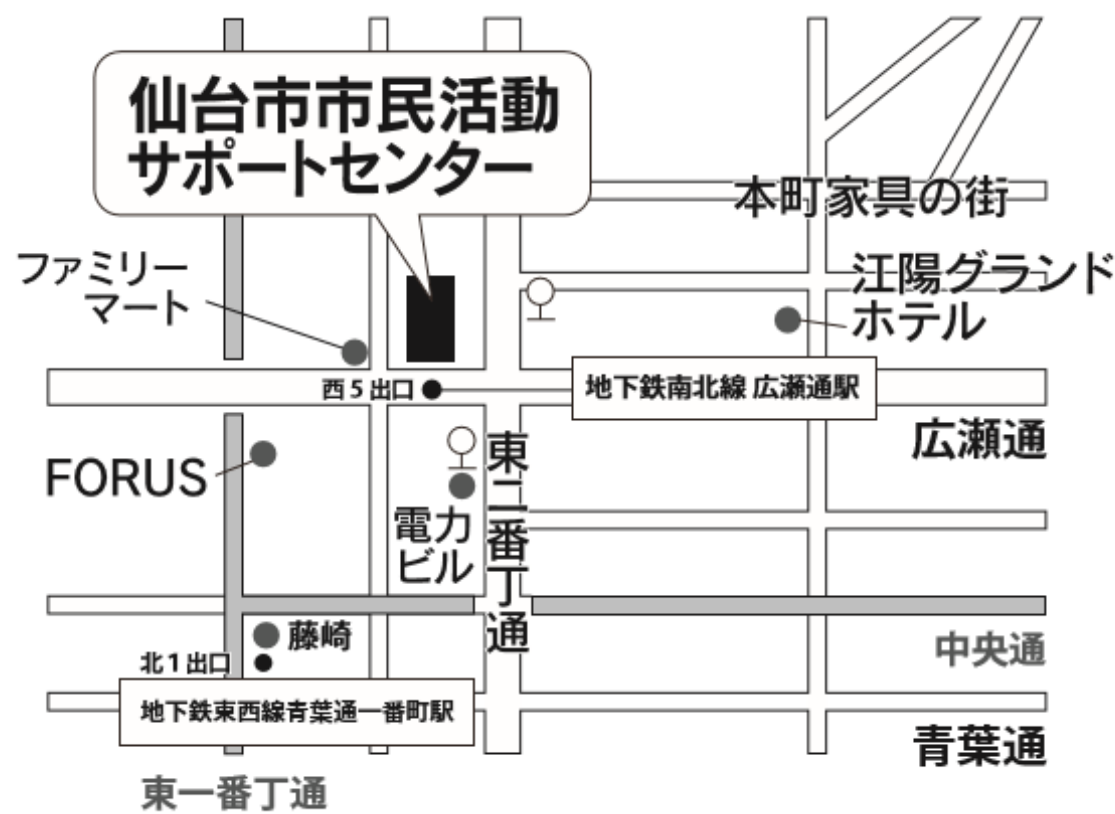 仙台市市民活動
サポートセンター
本町家具の街
ファミリー
マート
江陽グランド
ホテル
西5出口
地下鉄南北線 広瀬通駅
広瀬通
FORUS
東二番丁通
電力
ビル
藤崎
中央通
北1出口
地下鉄東西線青葉通一番町駅
青葉通
東一番丁通